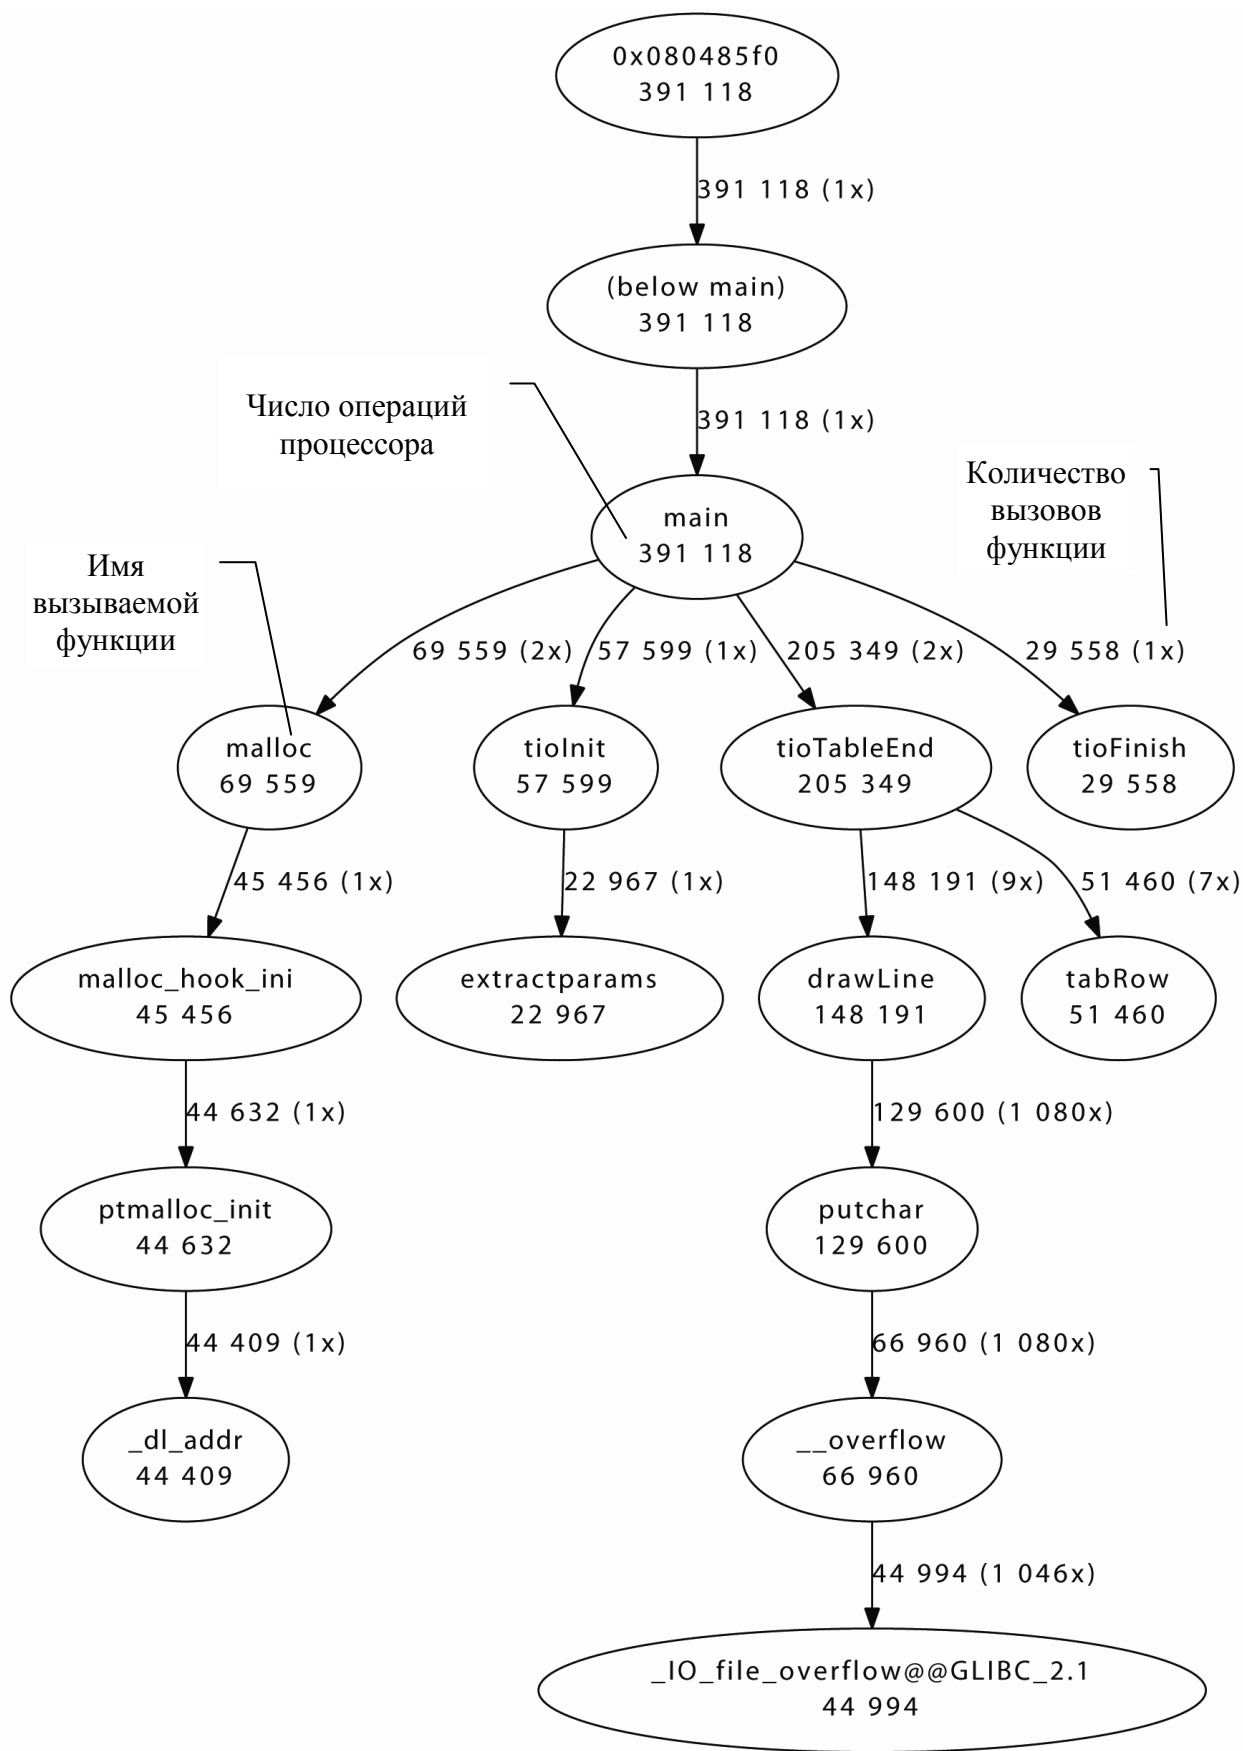 0x080485f0
391 118
391 118 (1x)
(below main)
391 118
Число операций
процессора
391 118 (1x)
Количество
вызовов
функции
main
391 118
Имя
вызываемой
функции
69 559 (2x)
57 599 (1x)
205 349 (2x)
29 558 (1x)
malloc
69 559
tioInit
57 599
tioTableEnd
205 349
tioFinish
29 558
45 456 (1x)
22 967 (1x)
148 191 (9x)
51 460 (7x)
malloc_hook_ini
45 456
extractparams
22 967
drawLine
148 191
tabRow
51 460
44 632 (1x)
129 600 (1 080x)
ptmalloc_init
44 632
putchar
129 600
44 409 (1x)
66 960 (1 080x)
_dl_addr
44 409
__overflow
66 960
44 994 (1 046x)
_IO_file_overflow@@GLIBC_2.1
44 994